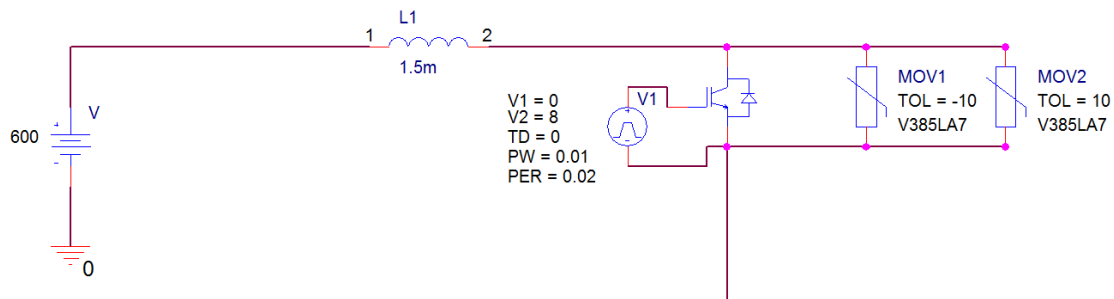 L1
1
2
1.5m
V
600
0
V1 = 0
V2 = 8
TD = 0
PW = 0.01
PER = 0.02
V1
MOV1
TOL = -10
V385LA7
MOV2
TOL = 10
V385LA7